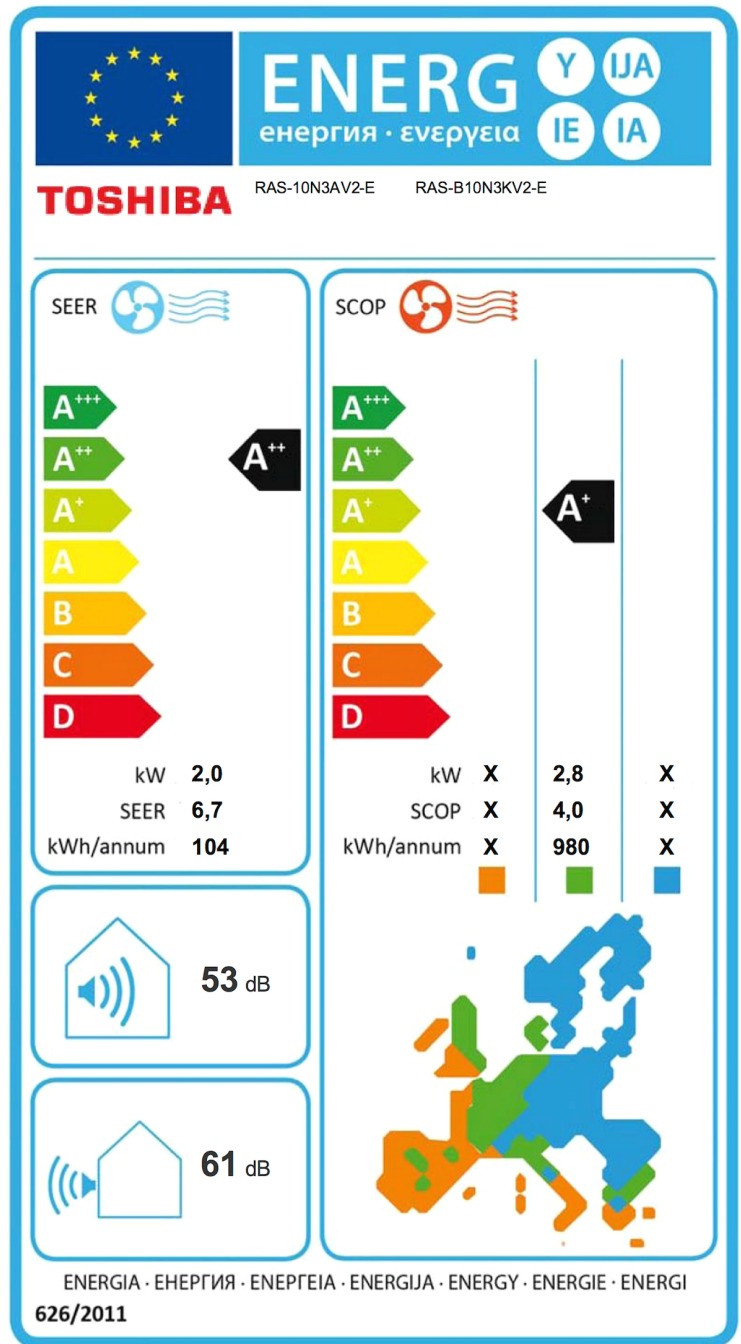 ENERG Y IJA
енергия · ενεργεια IE IA
TOSHIBA RAS-10N3AV2-E RAS-B10N3KV2-E
SEER
A+++
A++ A++
A+
A
B
C
D
kW 2,0
SEER 6,7
kWh/annum 104
SCOP
A+++
A++
A+ A+
A
B
C
D
kW X 2,8 X
SCOP X 4,0 X
kWh/annum X 980 X
53 dB
61 dB
ENERGIA · ЕНЕРГИЯ · ΕΝΕΡΓΕΙΑ · ENERGIJA · ENERGY · ENERGIE · ENERGI
626/2011